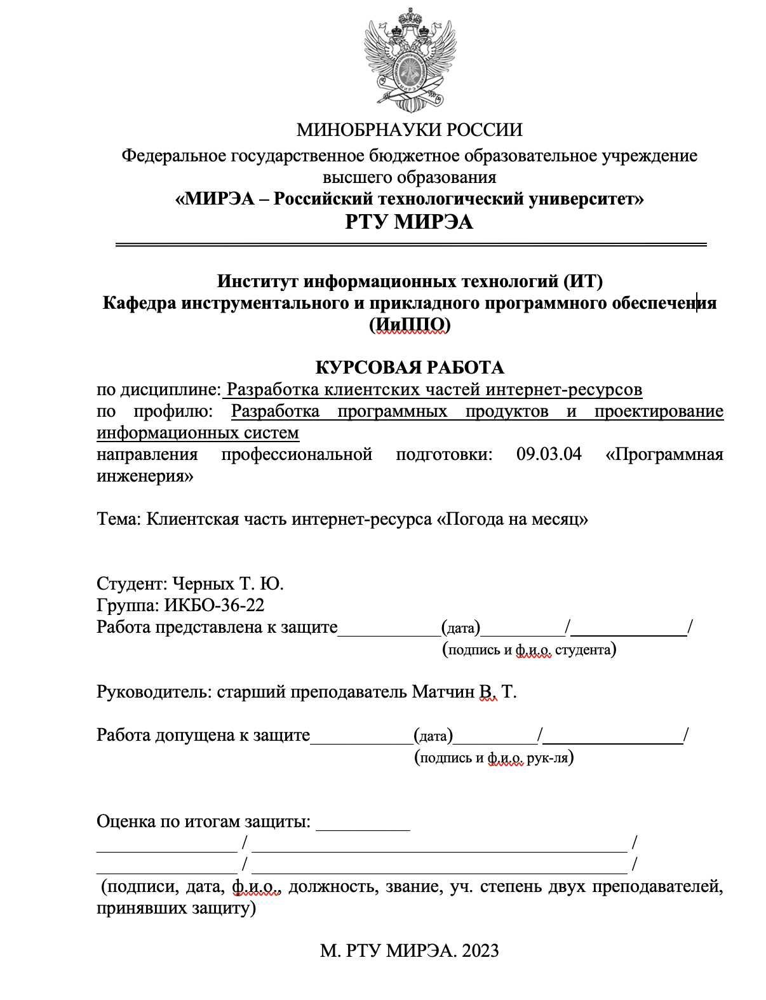 МИНОБРНАУКИ РОССИИ
Федеральное государственное бюджетное образовательное учреждение
высшего образования
«МИРЭА – Российский технологический университет»
РТУ МИРЭА
Институт информационных технологий (ИТ)
Кафедра инструментального и прикладного программного обеспечения
(ИиППО)
КУРСОВАЯ РАБОТА
по дисциплине: Разработка клиентских частей интернет-ресурсов
по профилю: Разработка программных продуктов и проектирование
информационных систем
направления профессиональной подготовки: 09.03.04 «Программная
инженерия»
Тема: Клиентская часть интернет-ресурса «Погода на месяц»
Студент: Черных Т. Ю.
Группа: ИКБО-36-22
Работа представлена к защите___________(дата)_________/____________/
(подпись и ф.и.о. студента)
Руководитель: старший преподаватель Матчин В. Т.
Работа допущена к защите___________(дата)_________/_______________/
(подпись и ф.и.о. рук-ля)
Оценка по итогам защиты: __________
_______________ / ________________________________________ /
_______________ / ________________________________________ /
(подписи, дата, ф.и.о., должность, звание, уч. степень двух преподавателей,
принявших защиту)
М. РТУ МИРЭА. 2023